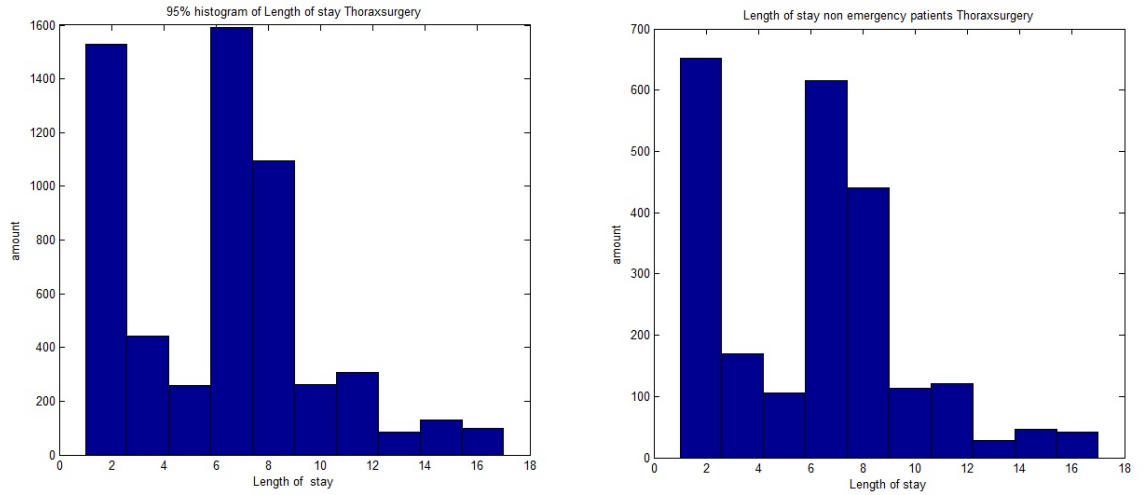 95% histogram of Length of stay Thoraxsurgery
1600
1400
1200
1000
800
600
400
200
0
amount
0 2 4 6 8 10 12 14 16 18
Length of stay
Length of stay non emergency patients Thoraxsurgery
700
600
500
400
300
200
100
0
amount
0 2 4 6 8 10 12 14 16 18
Length of stay